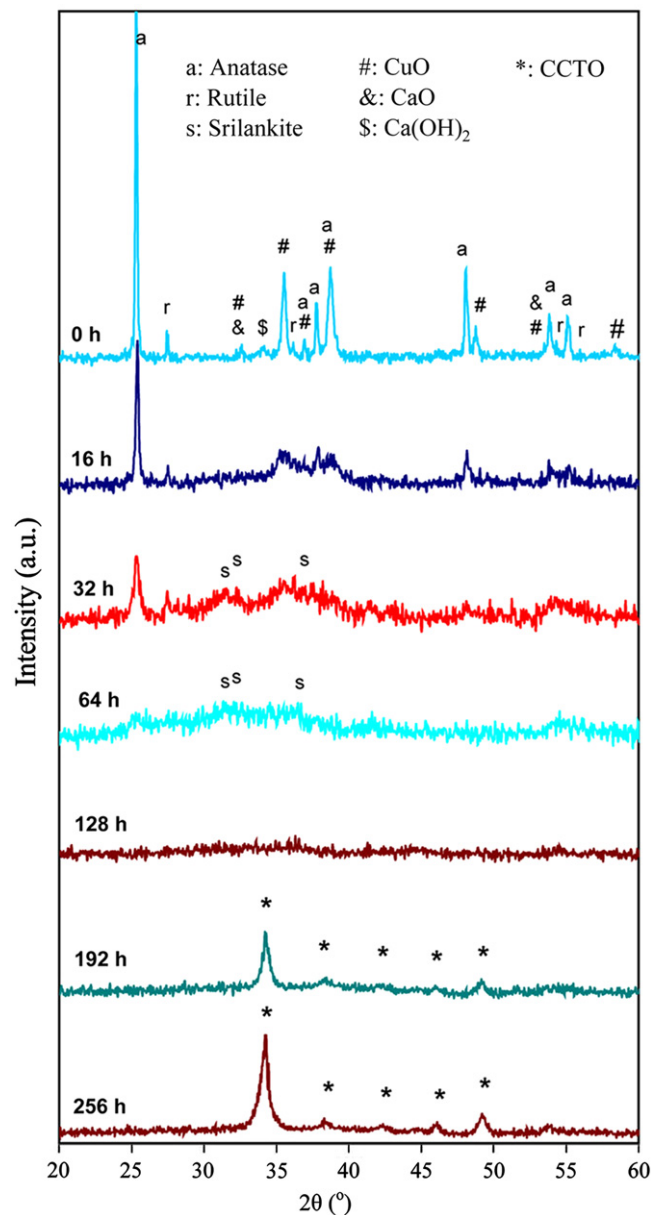 a
a: Anatase #: CuO *: CCTO
r: Rutile &: CaO
s: Srilankite $: Ca(OH)₂
a
# # a a
r # a a # & a
& $ r # # r r #
0 h
16 h
s s s
32 h
s s s
64 h
128 h
*
* * * *
192 h
*
* * * *
256 h
Intensity (a.u.)
20 25 30 35 40 45 50 55 60
2θ (°)